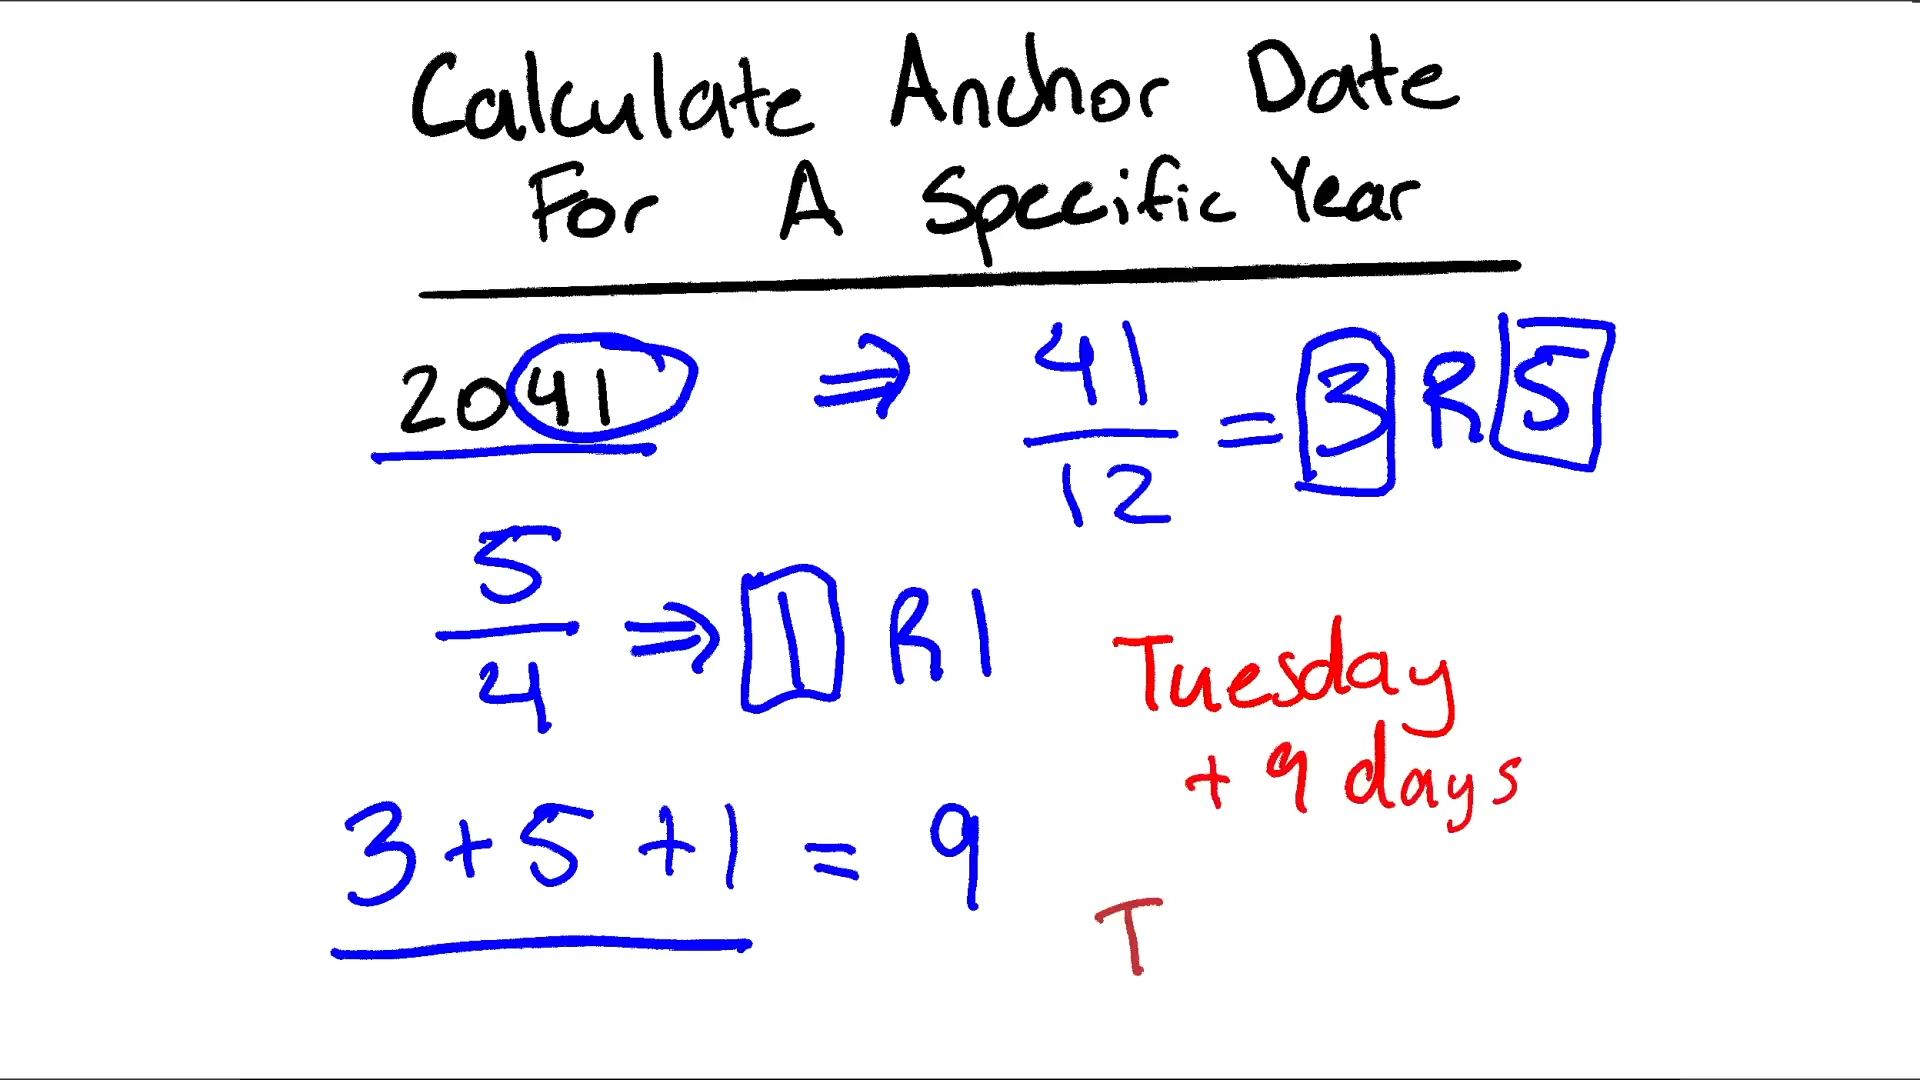 Calculate Anchor Date
For A Specific Year
2041 ⇒ 41/12 = 3 R 5
5/4 ⇒ 1 R 1
Tuesday
+ 9 days
3 + 5 + 1 = 9
T